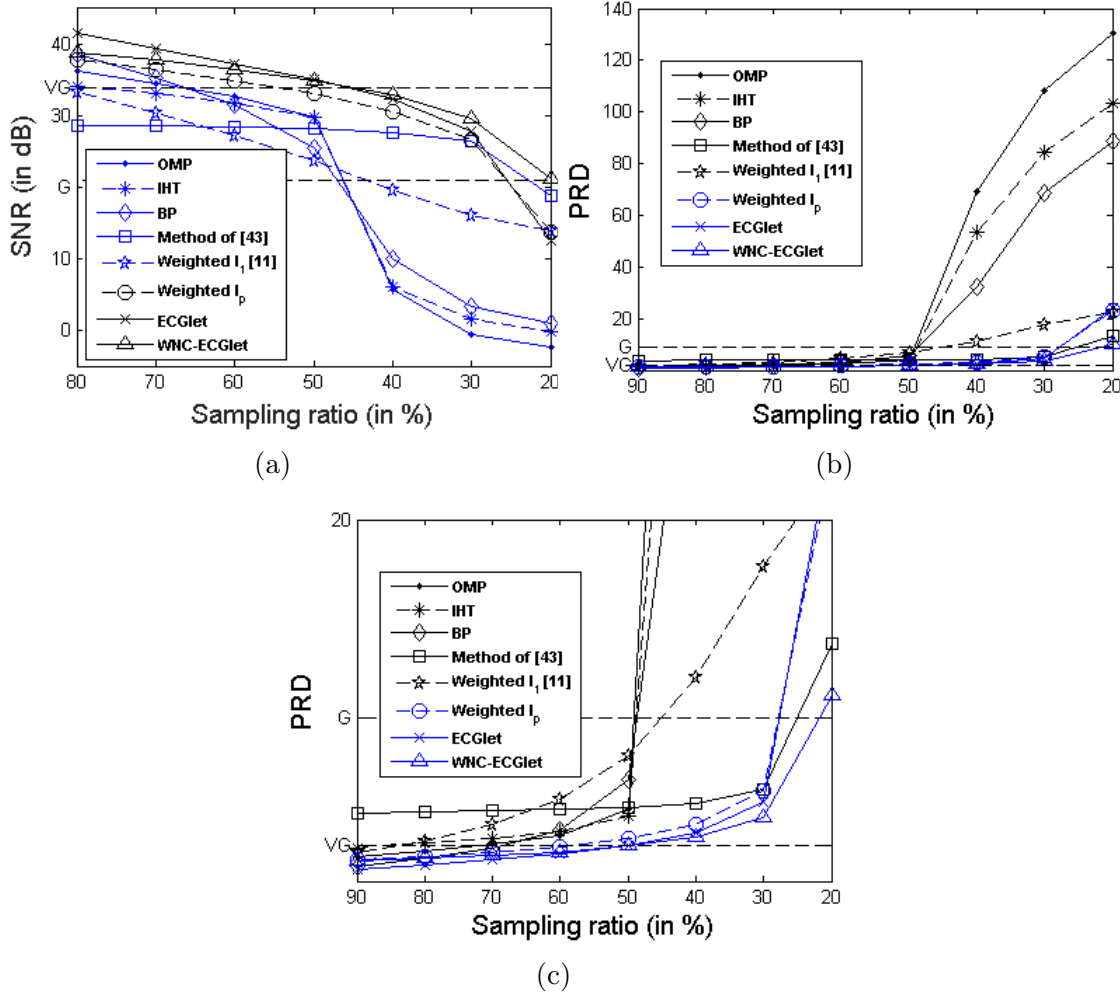 SNR (in dB)
40
VG
30
G
10
0
OMP
IHT
BP
Method of [43]
Weighted l1 [11]
Weighted lp
ECGlet
WNC-ECGlet
80 70 60 50 40 30 20
Sampling ratio (in %)
(a)
PRD
140
120
100
80
60
40
20
G
VG
OMP
IHT
BP
Method of [43]
Weighted l1 [11]
Weighted lp
ECGlet
WNC-ECGlet
90 80 70 60 50 40 30 20
Sampling ratio (in %)
(b)
PRD
20
G
VG
OMP
IHT
BP
Method of [43]
Weighted l1 [11]
Weighted lp
ECGlet
WNC-ECGlet
90 80 70 60 50 40 30 20
Sampling ratio (in %)
(c)